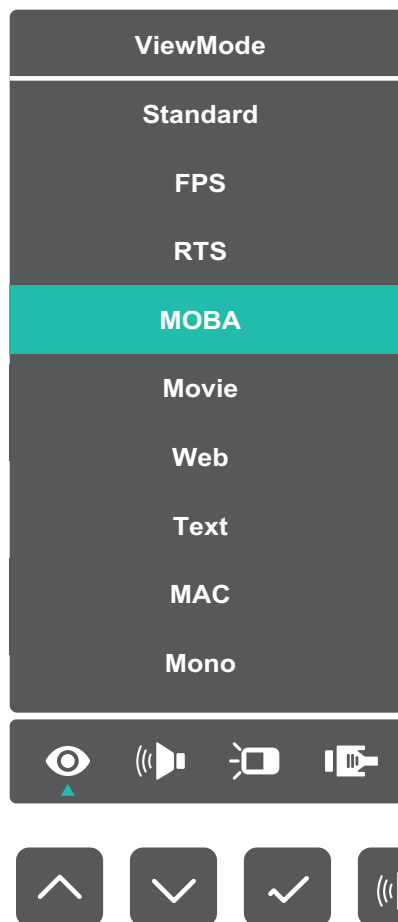 ViewMode
Standard
FPS
RTS
MOBA
Movie
Web
Text
MAC
Mono